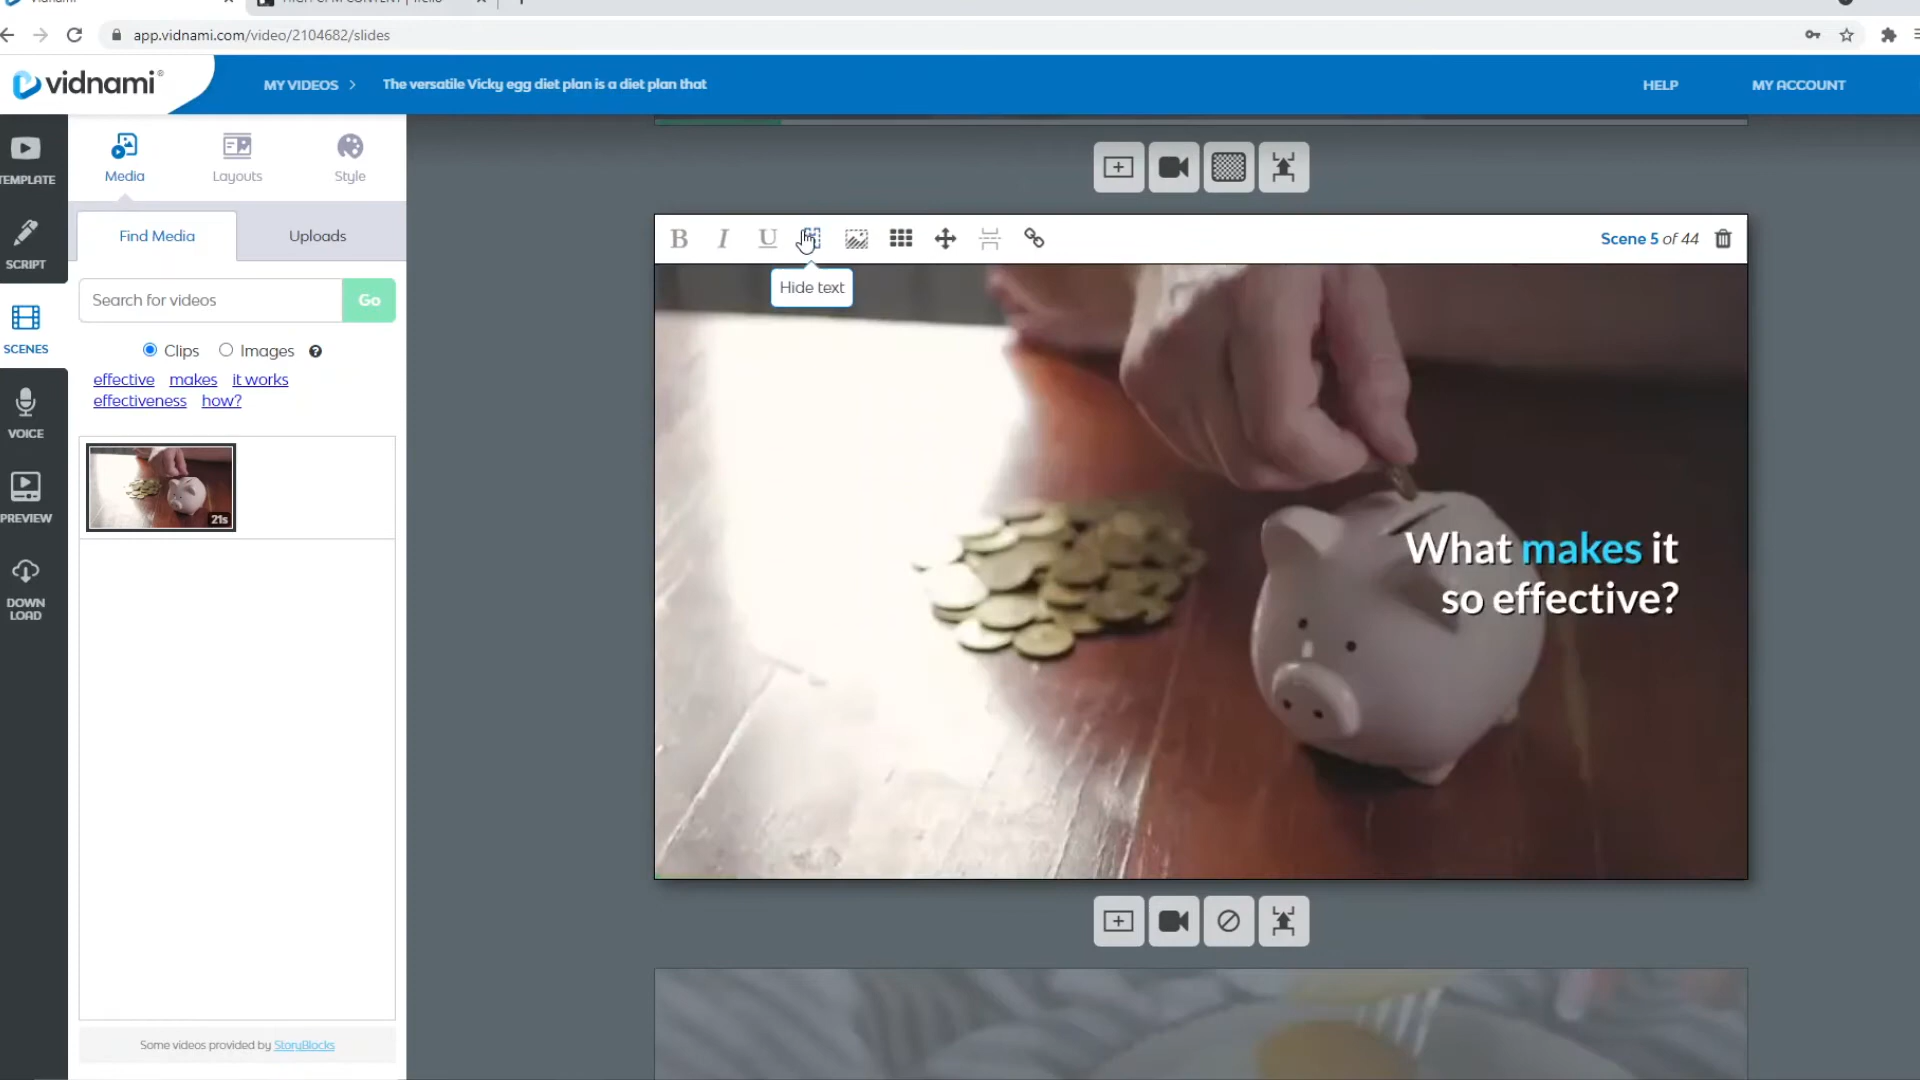 app.vidnami.com/video/2104682/slides
vidnami®
MY VIDEOS >
The versatile Vicky egg diet plan is a diet plan that
HELP
MY ACCOUNT
TEMPLATE
SCRIPT
SCENES
VOICE
PREVIEW
DOWN
LOAD
Media
Layouts
Style
Find Media
Uploads
Search for videos
Go
Clips
Images
effective makes it works
effectiveness how?
21s
Some videos provided by StoryBlocks
B I U
Scene 5 of 44
Hide text
What makes it
so effective?